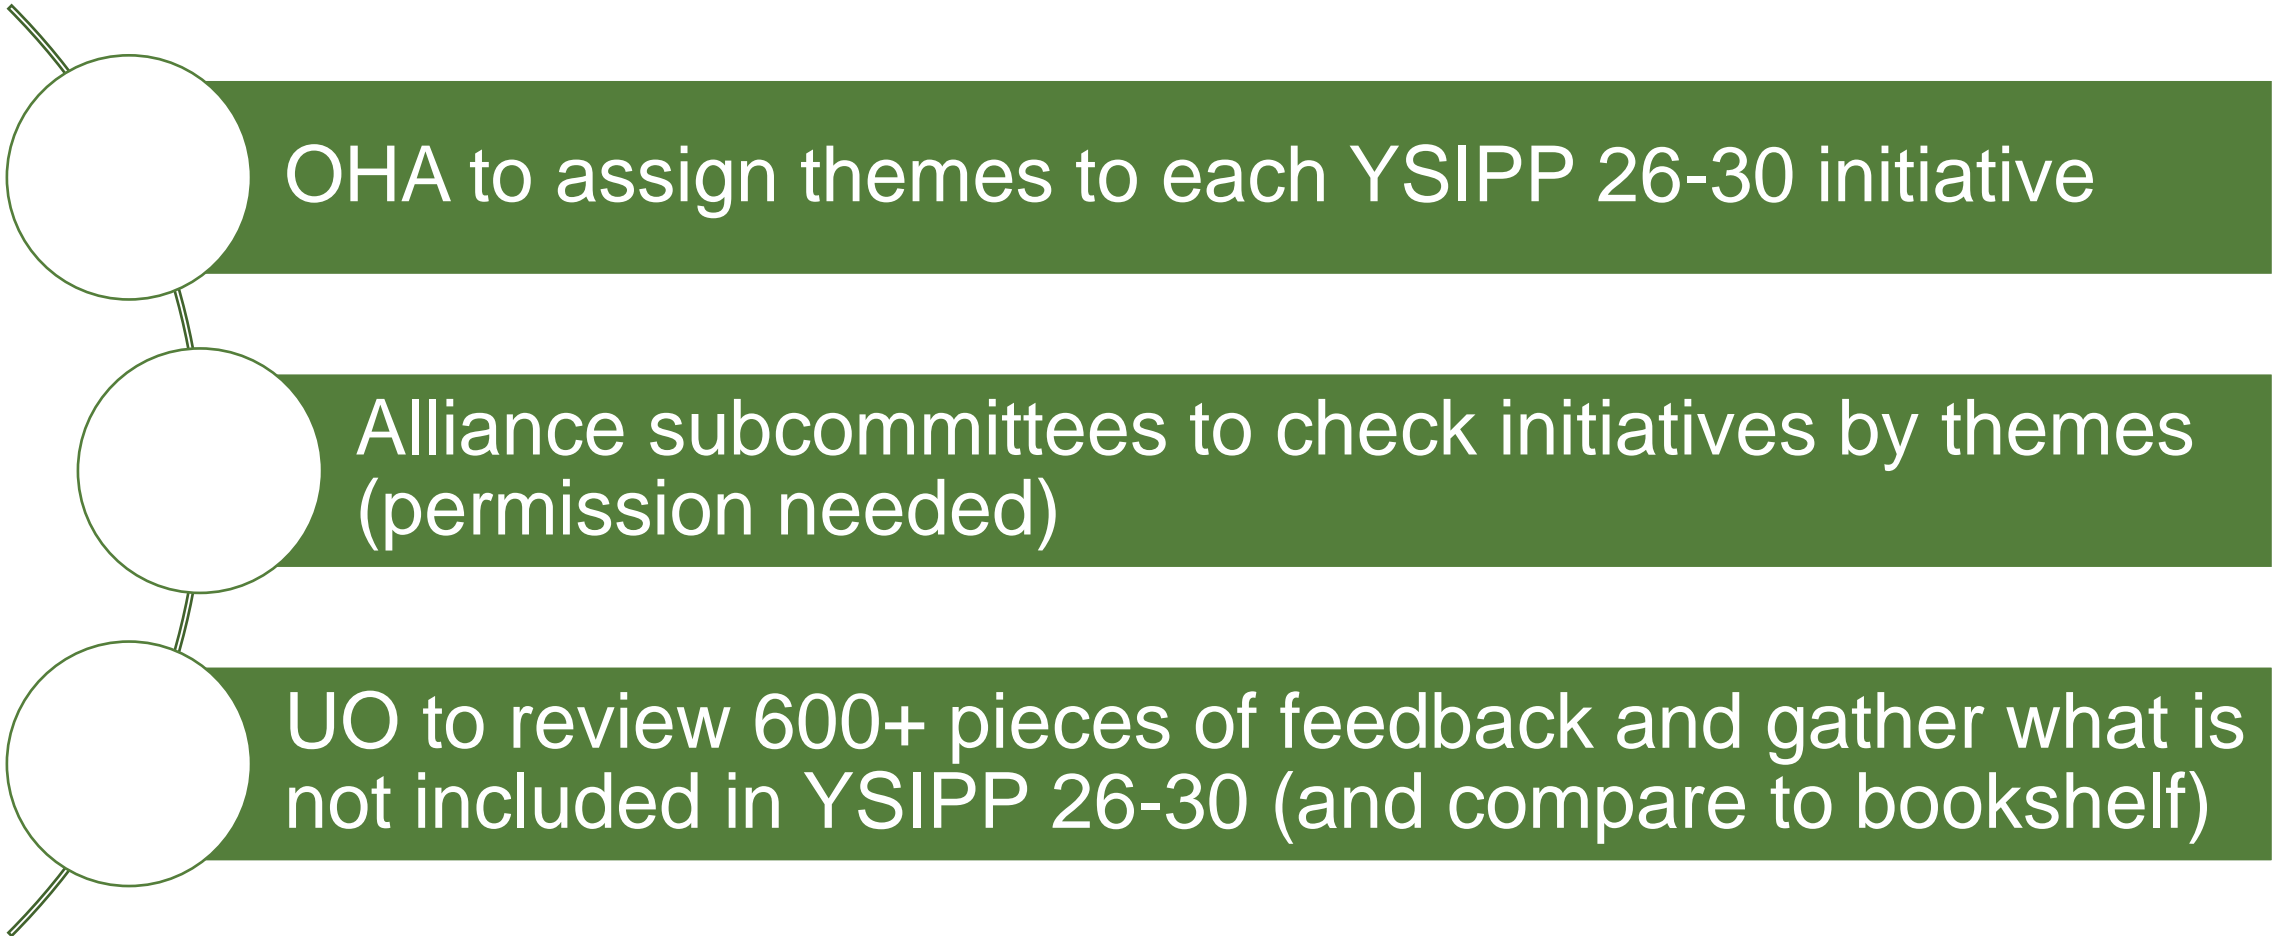 OHA to assign themes to each YSIPP 26-30 initiative
Alliance subcommittees to check initiatives by themes
(permission needed)
UO to review 600+ pieces of feedback and gather what is
not included in YSIPP 26-30 (and compare to bookshelf)